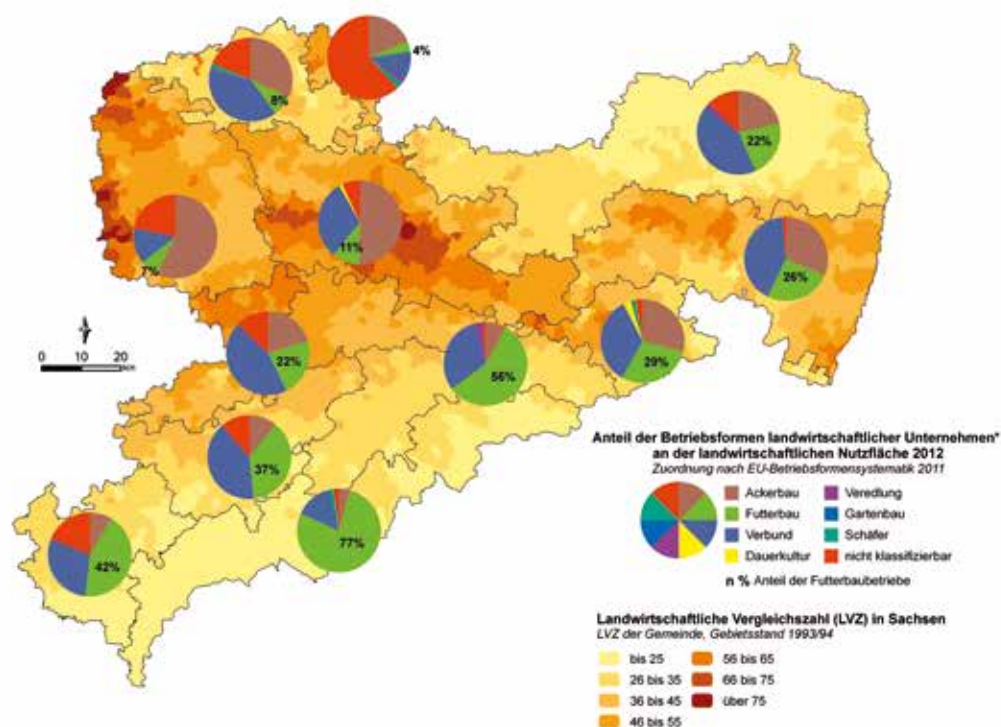 4%
8%
22%
7%
11%
26%
22%
56%
29%
37%
77%
42%
0 10 20
km
Anteil der Betriebsformen landwirtschaftlicher Unternehmen*
an der landwirtschaftlichen Nutzfläche 2012
Zuordnung nach EU-Betriebsformensystematik 2011
Ackerbau Veredlung
Futterbau Gartenbau
Verbund Schäfer
Dauerkultur nicht klassifizierbar
n % Anteil der Futterbaubetriebe
Landwirtschaftliche Vergleichszahl (LVZ) in Sachsen
LVZ der Gemeinde, Gebietsstand 1993/94
bis 25 56 bis 65
26 bis 35 66 bis 75
36 bis 45 über 75
46 bis 55